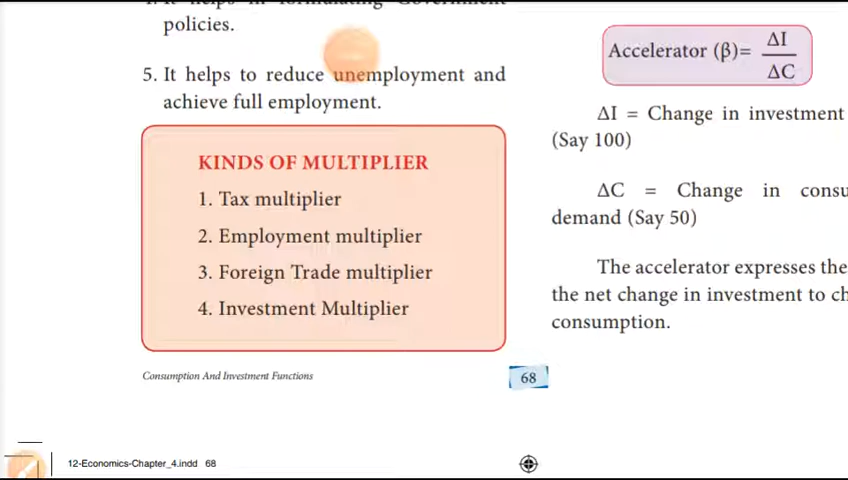 policies.
5. It helps to reduce unemployment and
achieve full employment.
KINDS OF MULTIPLIER
1. Tax multiplier
2. Employment multiplier
3. Foreign Trade multiplier
4. Investment Multiplier
Consumption And Investment Functions
68
12-Economics-Chapter_4.indd 68
Accelerator (β)= ΔI
ΔC
ΔI = Change in investment
(Say 100)
ΔC = Change in
demand (Say 50)
The accelerator expresses the
the net change in investment to
consumption.